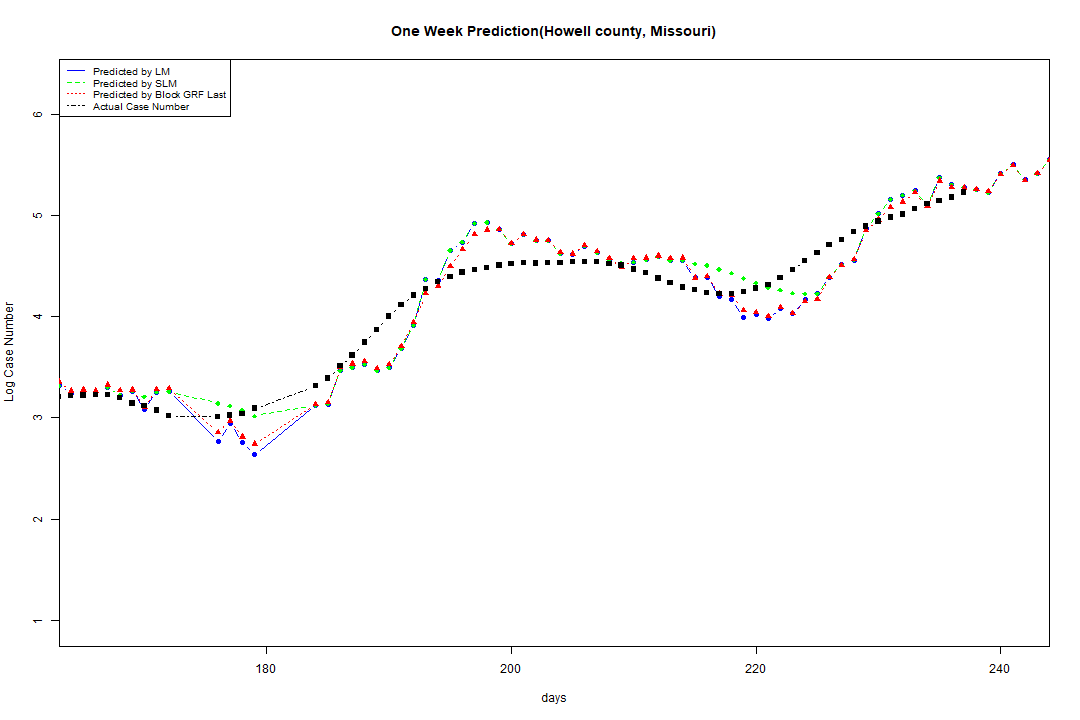 One Week Prediction(Howell county, Missouri)
Predicted by LM
Predicted by SLM
Predicted by Block GRF Last
Actual Case Number
6
5
4
3
2
1
Log Case Number
180 200 220 240
days